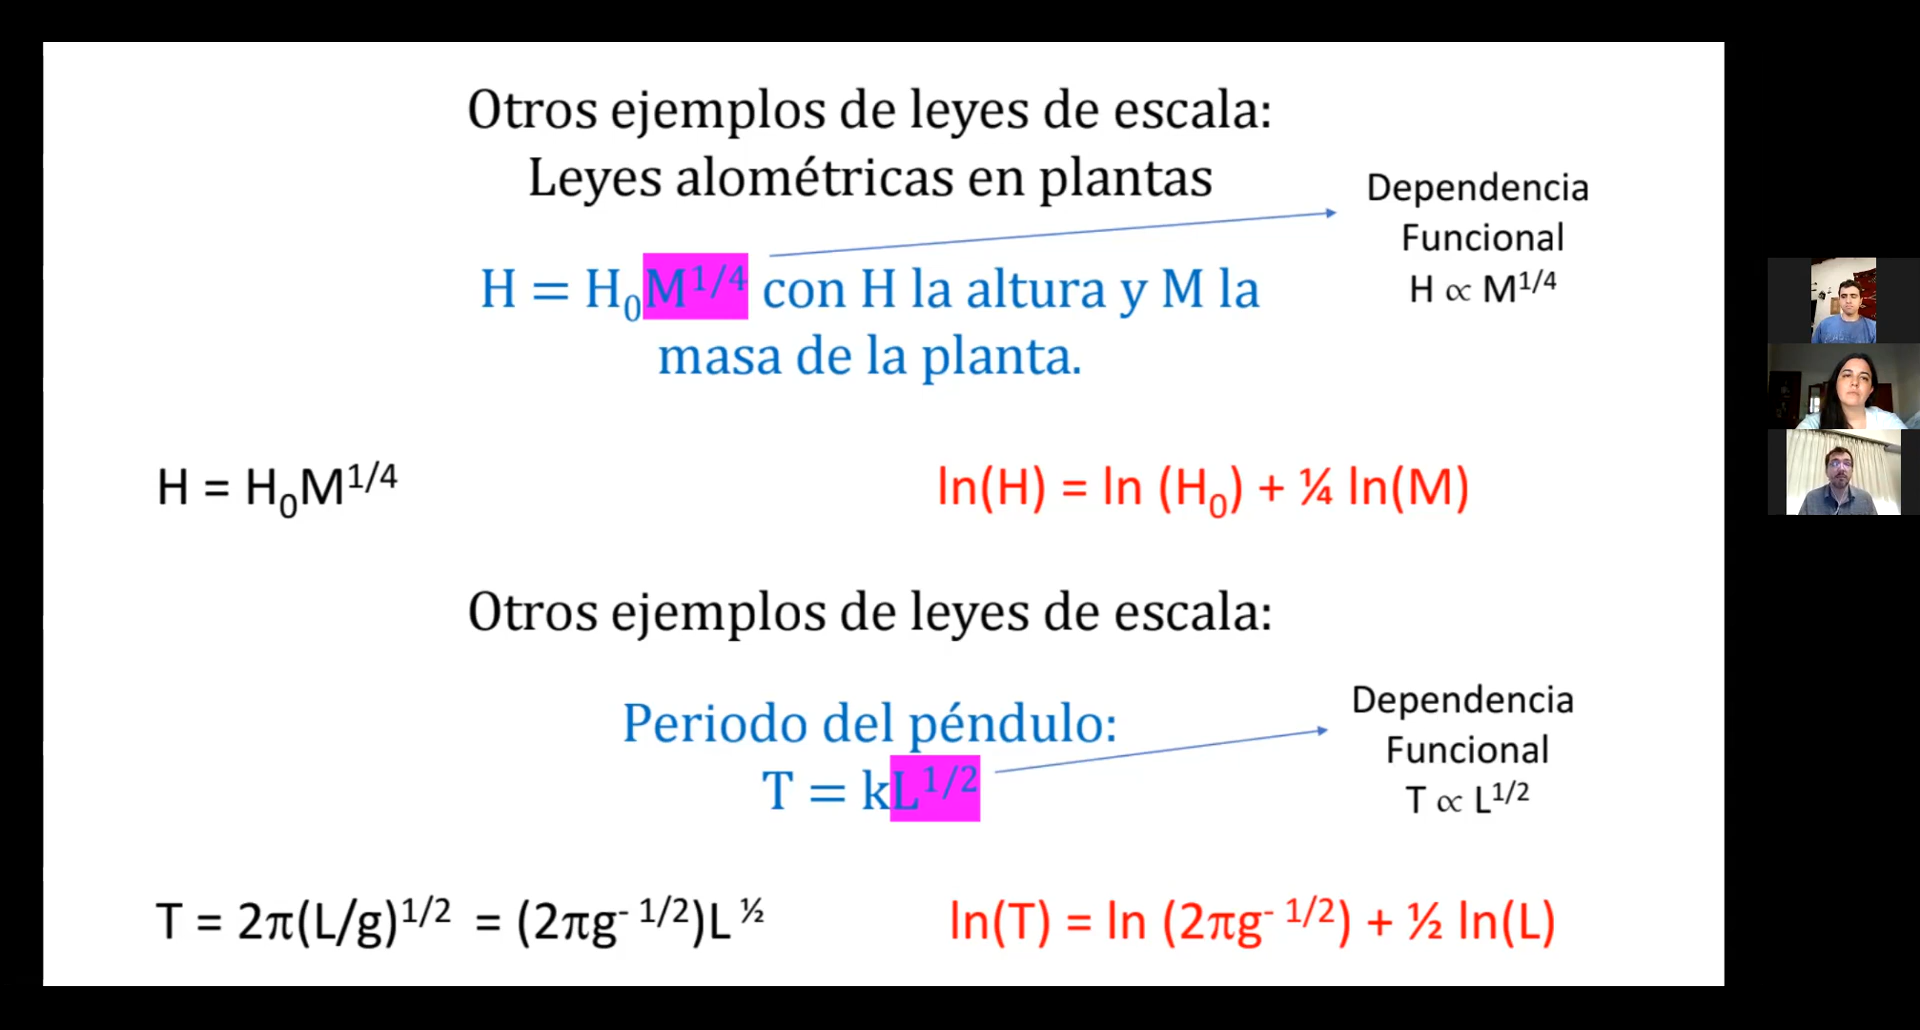 Otros ejemplos de leyes de escala:
Leyes alométricas en plantas
Dependencia
Funcional
H ∝ M¹/⁴
H = H₀M¹/⁴ con H la altura y M la
masa de la planta.
H = H₀M¹/⁴
ln(H) = ln (H₀) + ¼ ln(M)
Otros ejemplos de leyes de escala:
Periodo del péndulo:
T = kL¹/²
Dependencia
Funcional
T ∝ L¹/²
T = 2π(L/g)¹/² = (2πg⁻ ¹/²)L ½
ln(T) = ln (2πg⁻ ¹/²) + ½ ln(L)